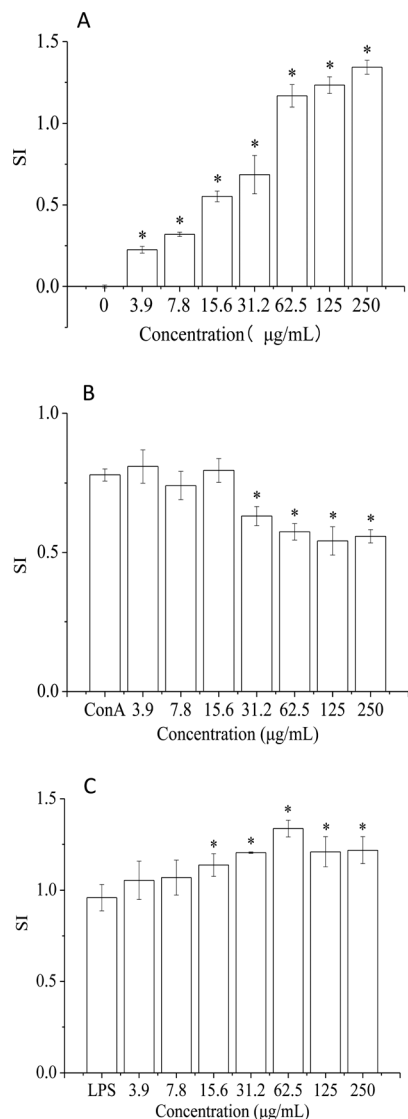 A
1.5
*
*
*
1.0
*
SI
*
0.5
*
*
0.0
0 3.9 7.8 15.6 31.2 62.5 125 250
Concentration( μg/mL)
B
1.0
*
*
*
*
SI
0.5
0.0
ConA 3.9 7.8 15.6 31.2 62.5 125 250
Concentration (μg/mL)
C
1.5
*
*
*
*
*
1.0
SI
0.5
0.0
LPS 3.9 7.8 15.6 31.2 62.5 125 250
Concentration (μg/mL)